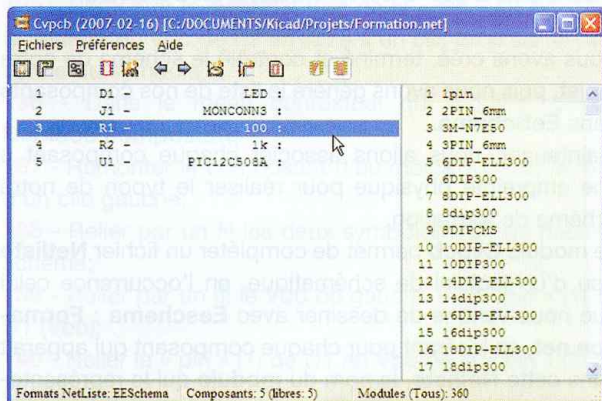 Cvpcb (2007-02-16) [C:/DOCUMENTS/Kicad/Projets/Formation.net]
Eichiers Préférences Aide
1 D1 - LED :
2 J1 - MONCONN3 :
3 R1 - 100 :
4 R2 - 1k :
5 U1 - PIC12C508A :
1 1pin
2 2PIN_6mm
3 3M-N7E50
4 3PIN_6mm
5 6DIP-ELL300
6 6DIP300
7 8DIP-ELL300
8 8dip300
9 8DIPCMS
10 10DIP-ELL300
11 10DIP300
12 14DIP-ELL300
13 14dip300
14 16DIP-ELL300
15 16dip300
16 18DIP-ELL300
17 18dip300
Formats NetListe: EESchema Composants: 5 (libres: 5) Modules (Tous): 360